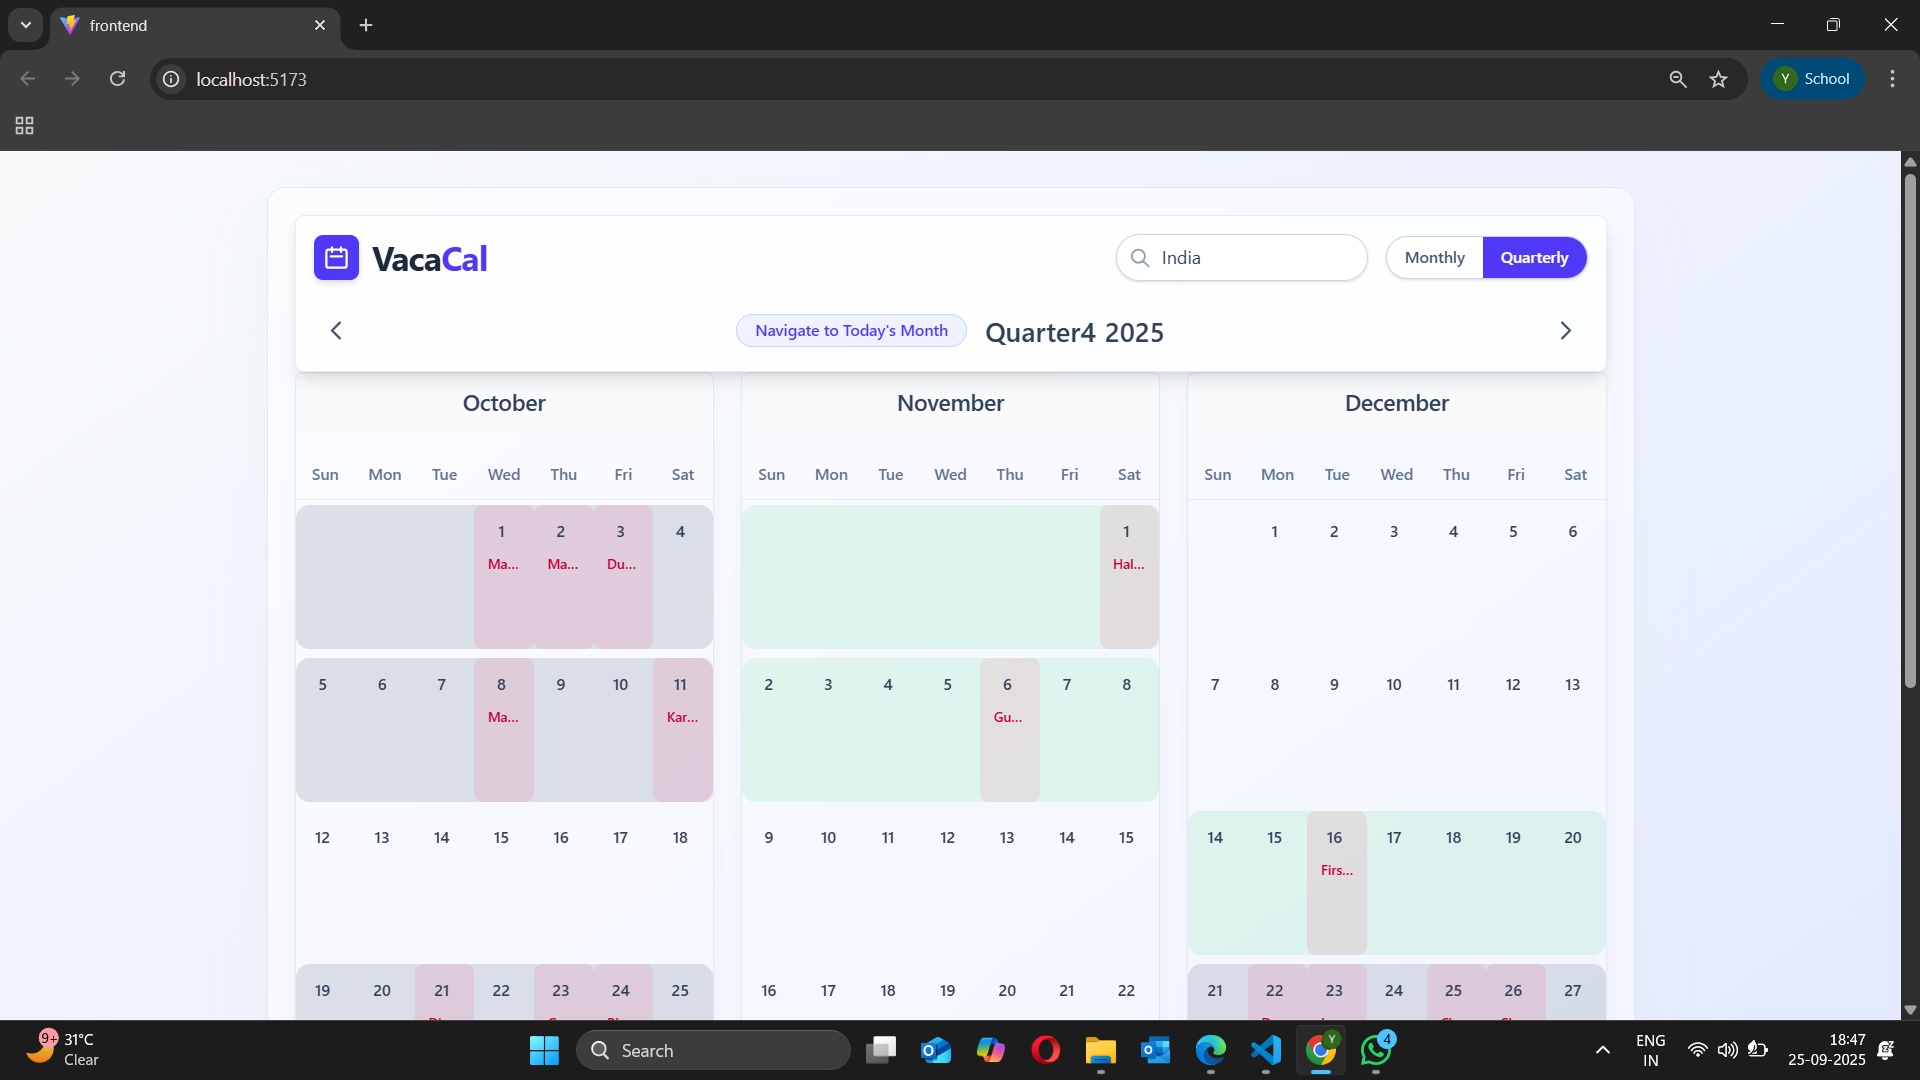 frontend
localhost:5173
Y School
VacaCal
India
Monthly Quarterly
Navigate to Today's Month Quarter4 2025
October
Sun Mon Tue Wed Thu Fri Sat
1 2 3 4
Ma... Ma... Du...
5 6 7 8 9 10 11
Ma... Kar...
12 13 14 15 16 17 18
19 20 21 22 23 24 25
November
Sun Mon Tue Wed Thu Fri Sat
1
Hal...
2 3 4 5 6 7 8
Gu...
9 10 11 12 13 14 15
16 17 18 19 20 21 22
December
Sun Mon Tue Wed Thu Fri Sat
1 2 3 4 5 6
7 8 9 10 11 12 13
14 15 16 17 18 19 20
Firs...
21 22 23 24 25 26 27
9+ 31°C
Clear
Search
Y
4
ENG
IN
18:47
25-09-2025